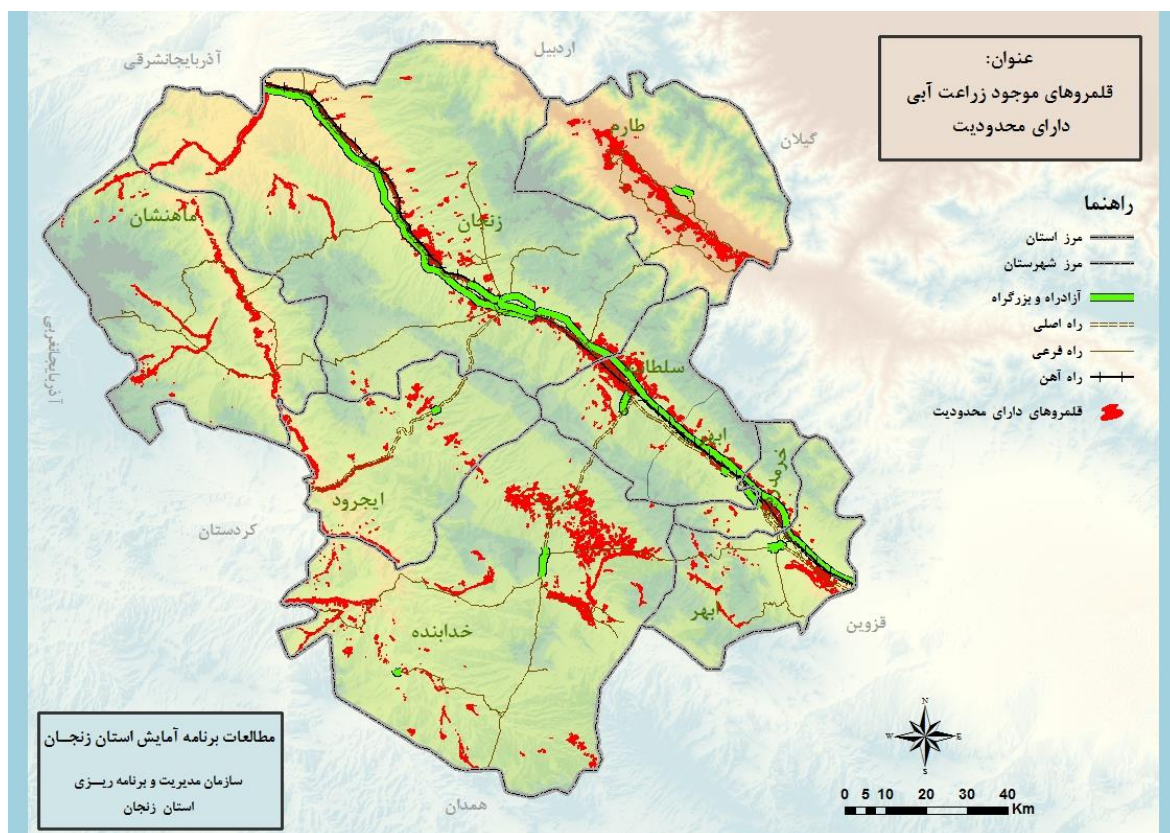 عنوان:
قلمروهای موجود زراعت آبی
دارای محدودیت
راهنما
مرز استان
مرز شهرستان
آزادراه و بزرگراه
راه اصلی
راه فرعی
راه آهن
قلمروهای دارای محدودیت
آذربایجانشرقی
اردبیل
گیلان
طارم
زنجان
ماهنشان
آذربایجانغربی
سلطانیه
ابهر
خرمدره
ایجرود
کردستان
خدابنده
ابهر
قزوین
همدان
مطالعات برنامه آمایش استان زنجــان
سازمان مدیریت و برنامه ریــزی
استان زنجان
N
W
E
S
0 5 10 20 30 40
Km